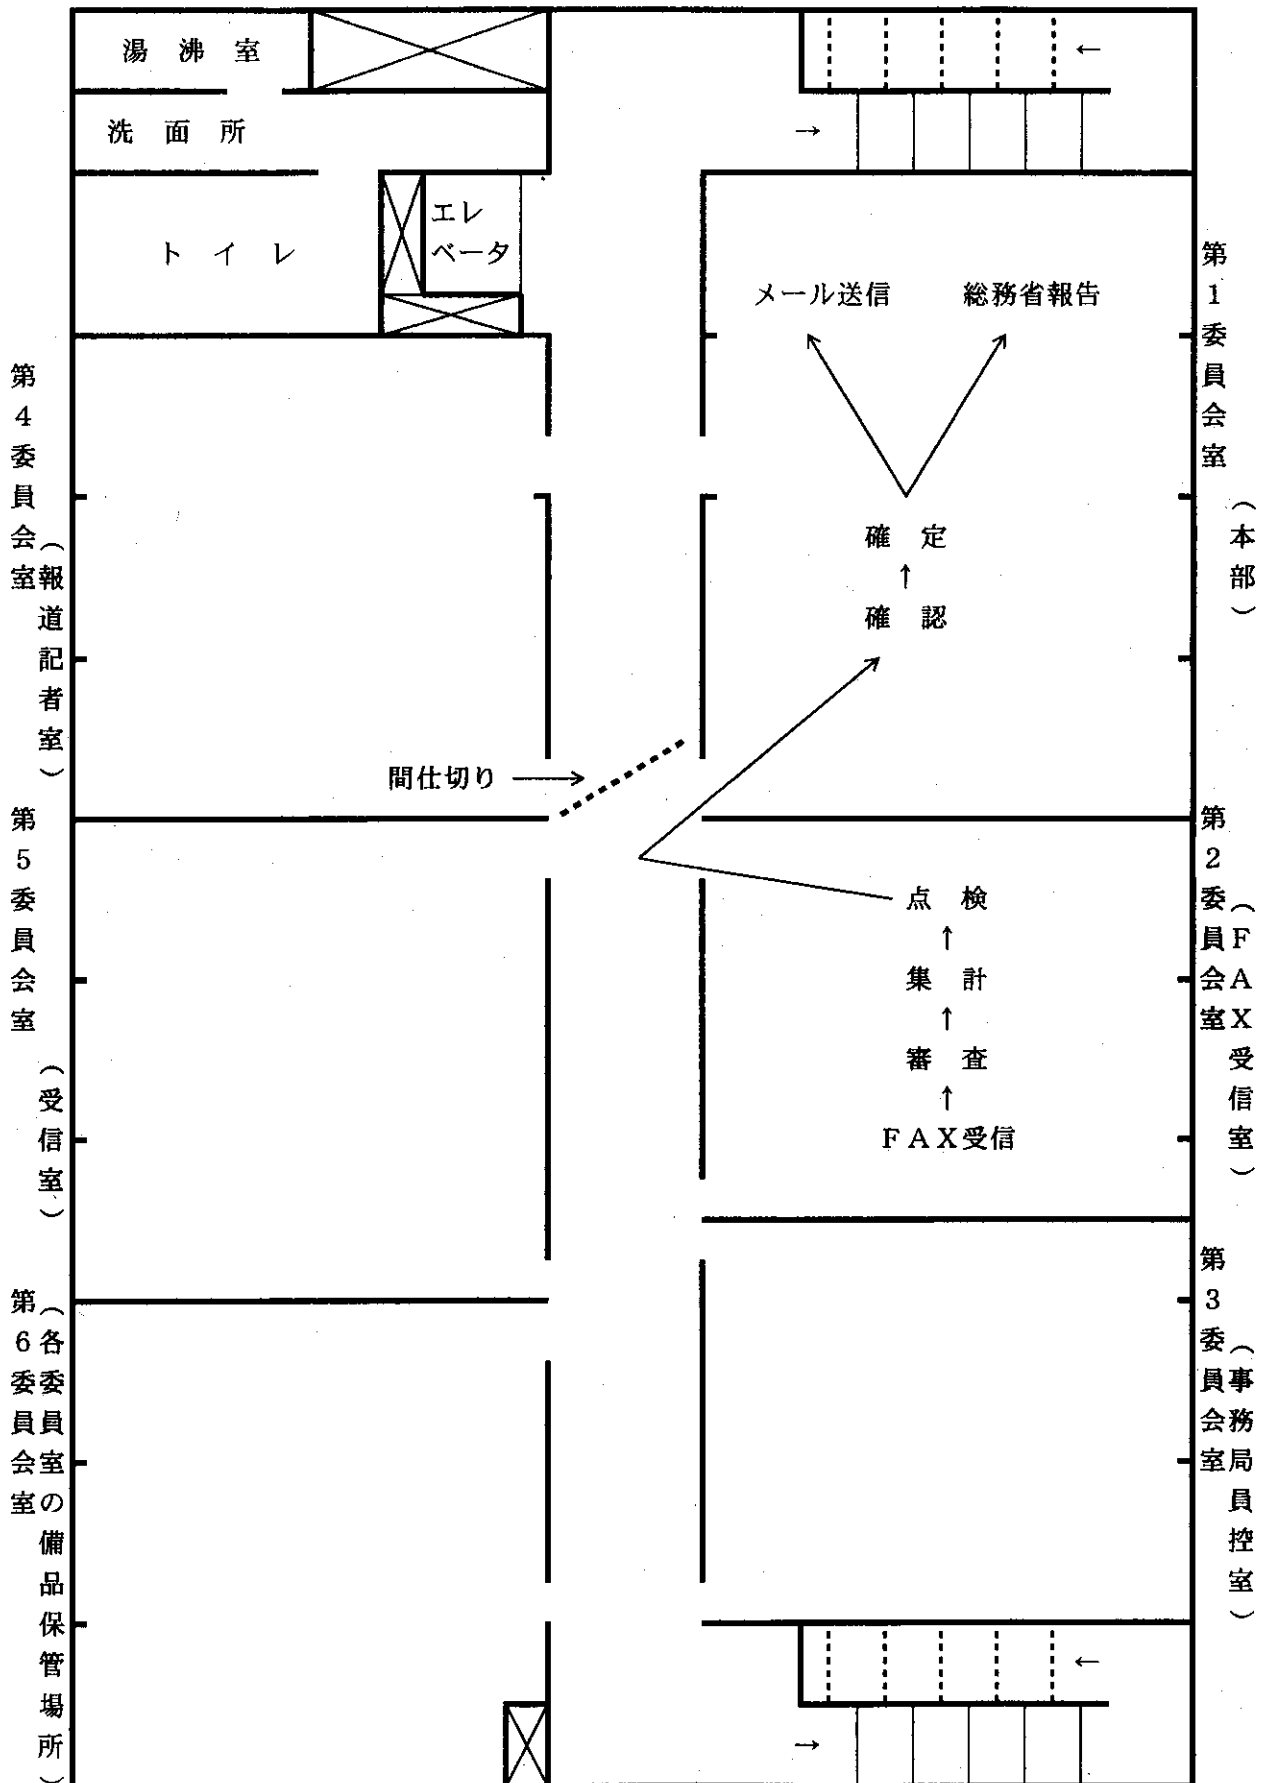 湯沸室
洗面所
トイレ
エレ
ベータ
←
→
メール送信
総務省報告
確定
↑
確認
間仕切り →
点検
↑
集計
↑
審査
↑
ＦＡＸ受信
←
→
第1委員会室
（本部）
第2委員会室
（ＦＡＸ受信室）
第3委員会室
（事務局員控室）
第4委員会室
（報道記者室）
第5委員会室
（受信室）
第6委員会室
（各委員室の備品保管場所）